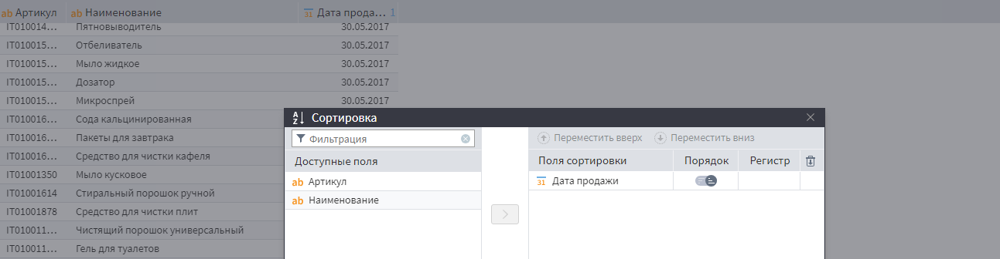 ab Артикул ab Наименование 31 Дата прода... 1
IT010014... Пятновыводитель 30.05.2017
IT010015... Отбеливатель 30.05.2017
IT010015... Мыло жидкое 30.05.2017
IT010015... Дозатор 30.05.2017
IT010015... Микроспрей 30.05.2017
IT010016... Сода кальцинированная
IT010016... Пакеты для завтрака
IT010016... Средство для чистки кафеля
IT01001350 Мыло кусковое
IT01001614 Стиральный порошок ручной
IT01001878 Средство для чистки плит
IT010011... Чистящий порошок универсальный
IT010011... Гель для туалетов
AZ Сортировка
Фильтрация
Доступные поля
ab Артикул
ab Наименование
Переместить вверх Переместить вниз
Поля сортировки Порядок Регистр
31 Дата продажи